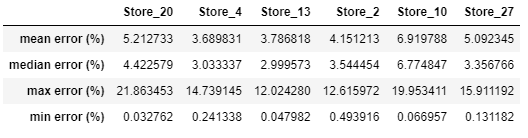 Store_20 Store_4 Store_13 Store_2 Store_10 Store_27
mean error (%) 5.212733 3.689831 3.786818 4.151213 6.919788 5.092345
median error (%) 4.422579 3.033337 2.999573 3.544454 6.774847 3.356766
max error (%) 21.863453 14.739145 12.024280 12.615972 19.953411 15.911192
min error (%) 0.032762 0.241338 0.047982 0.493916 0.066957 0.131182